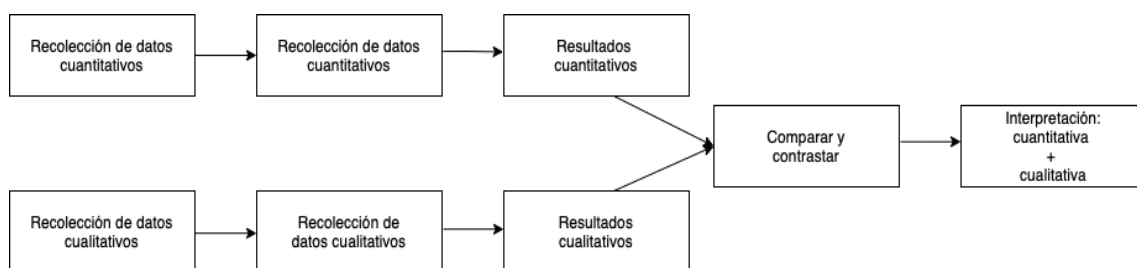 Recolección de datos
cuantitativos
Recolección de datos
cuantitativos
Resultados
cuantitativos
Comparar y
contrastar
Interpretación:
cuantitativa
+
cualitativa
Recolección de datos
cualitativos
Recolección de
datos cualitativos
Resultados
cualitativos